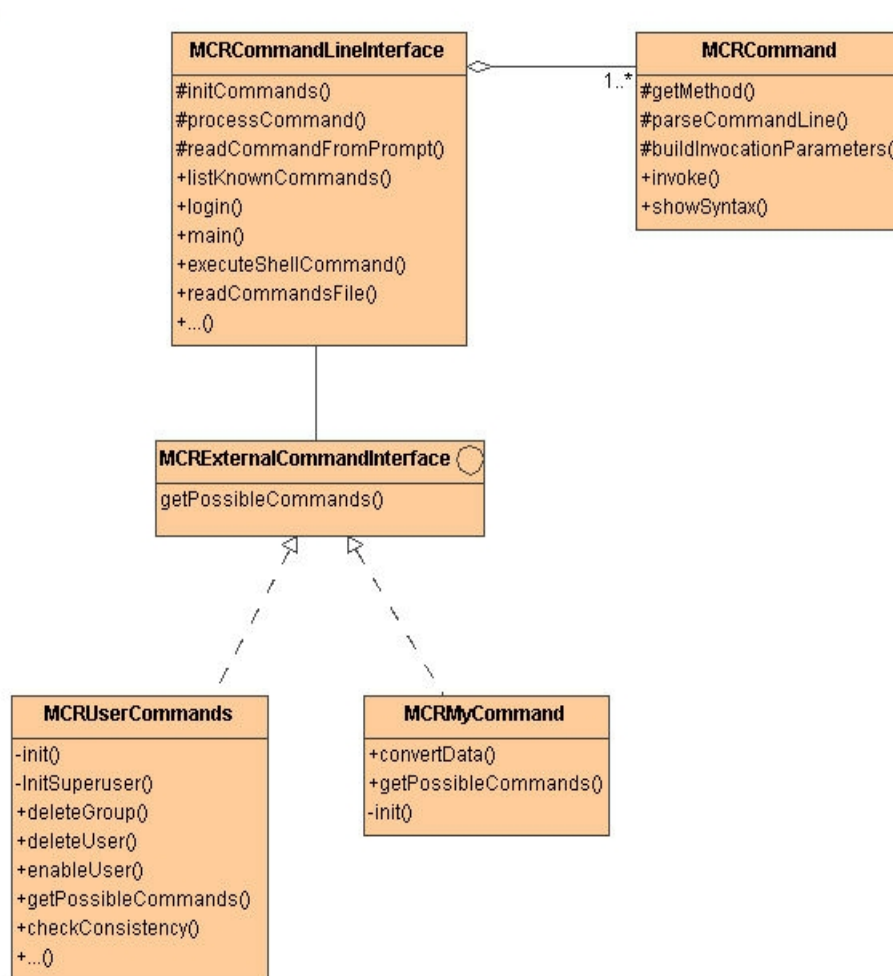 MCRCommandLineInterface
#initCommands()
#processCommand()
#readCommandFromPrompt()
+listKnownCommands()
+login()
+main()
+executeShellCommand()
+readCommandsFile()
+...()
1..*
MCRCommand
#getMethod()
#parseCommandLine()
#buildInvocationParameters()
+invoke()
+showSyntax()
MCRExternalCommandInterface
getPossibleCommands()
MCRUserCommands
-init()
-InitSuperuser()
+deleteGroup()
+deleteUser()
+enableUser()
+getPossibleCommands()
+checkConsistency()
+...()
MCRMyCommand
+convertData()
+getPossibleCommands()
-init()